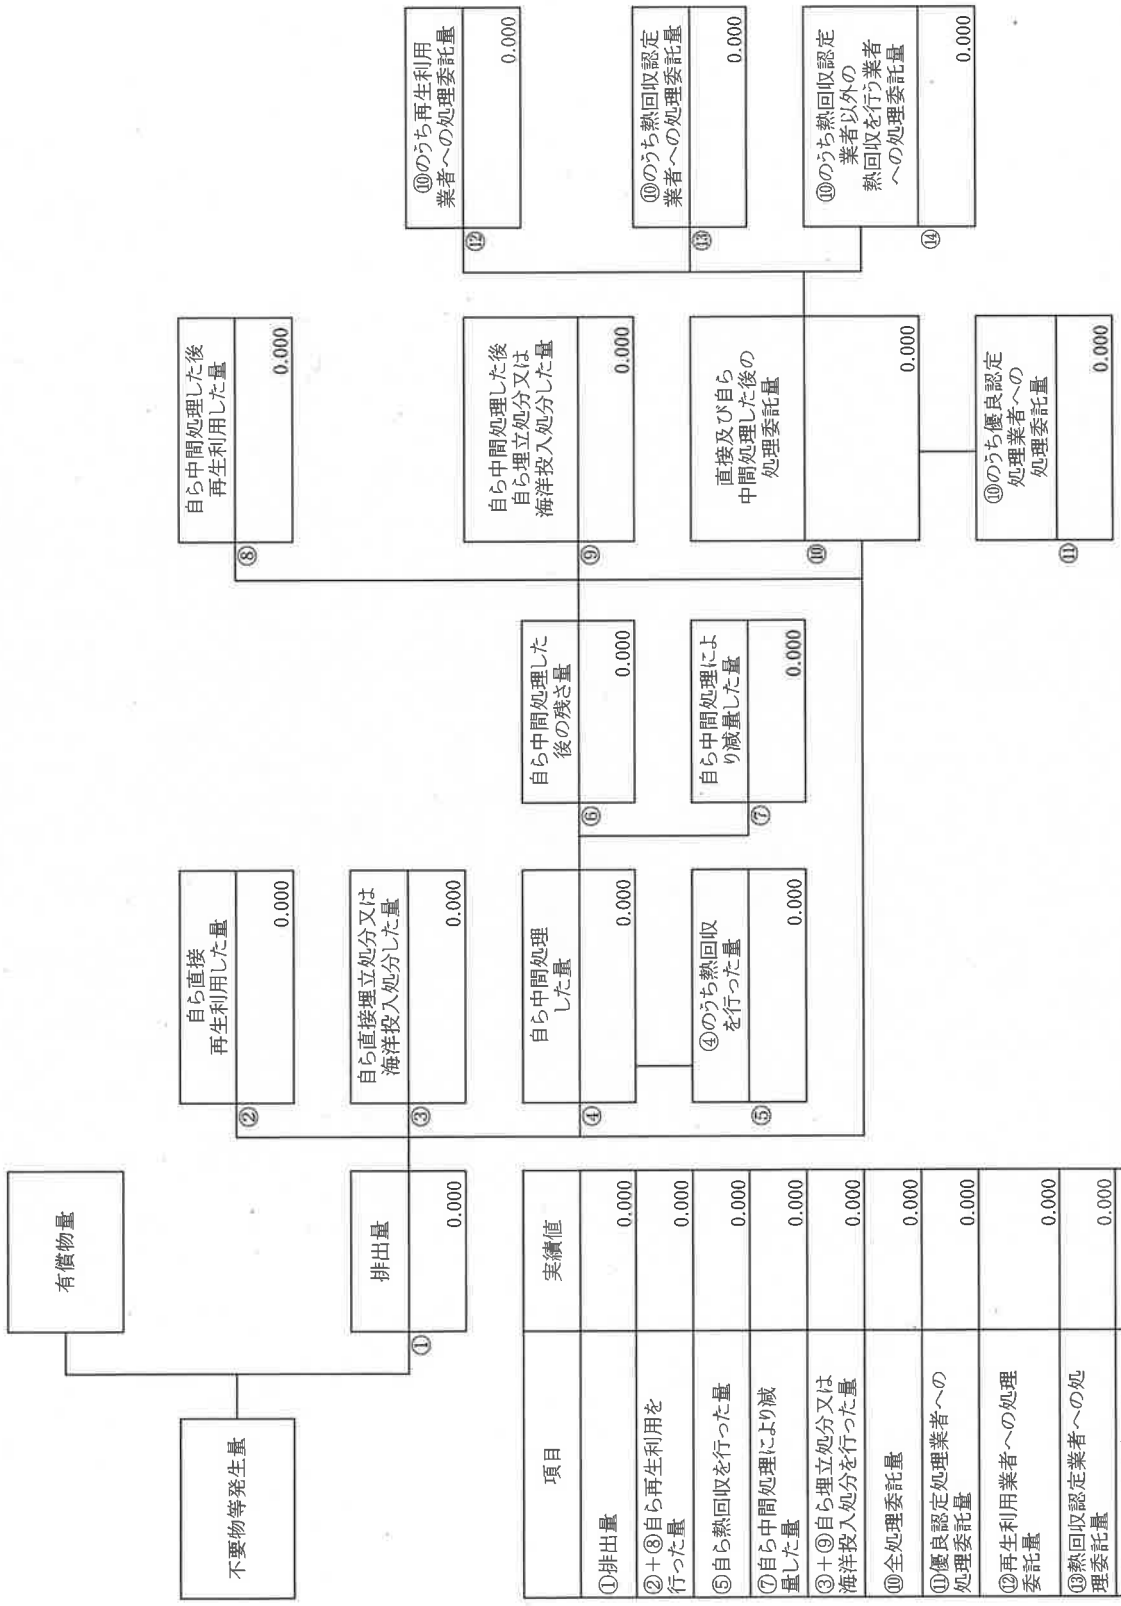 不要物等発生量
有償物量
排出量
①
0.000
自ら直接
再生利用した量
②
0.000
自ら直接埋立処分又は
海洋投入処分した量
③
0.000
自ら中間処理
した量
④
0.000
④のうち熱回収
を行った量
⑤
0.000
自ら中間処理した
後の残さ量
⑥
0.000
自ら中間処理によ
り減量した量
⑦
0.000
自ら中間処理した後
再生利用した量
⑧
0.000
自ら中間処理した後
自ら埋立処分又は
海洋投入処分した量
⑨
0.000
直接及び自ら
中間処理した後の
処理委託量
⑩
0.000
⑩のうち優良認定
処理業者への
処理委託量
⑪
0.000
⑩のうち再生利用
業者への処理委託量
⑫
0.000
⑩のうち熱回収認定
業者への処理委託量
⑬
0.000
⑩のうち熱回収認定
業者以外の
熱回収を行う業者
への処理委託量
⑭
0.000
項目 実績値
①排出量 0.000
②+⑧自ら再生利用を
行った量 0.000
⑤自ら熱回収を行った量 0.000
⑦自ら中間処理により減
量した量 0.000
③+⑨自ら埋立処分又は
海洋投入処分を行った量 0.000
⑩全処理委託量 0.000
⑪優良認定処理業者への
処理委託量 0.000
⑫再生利用業者への処理
委託量 0.000
⑬熱回収認定業者への処
理委託量 0.000